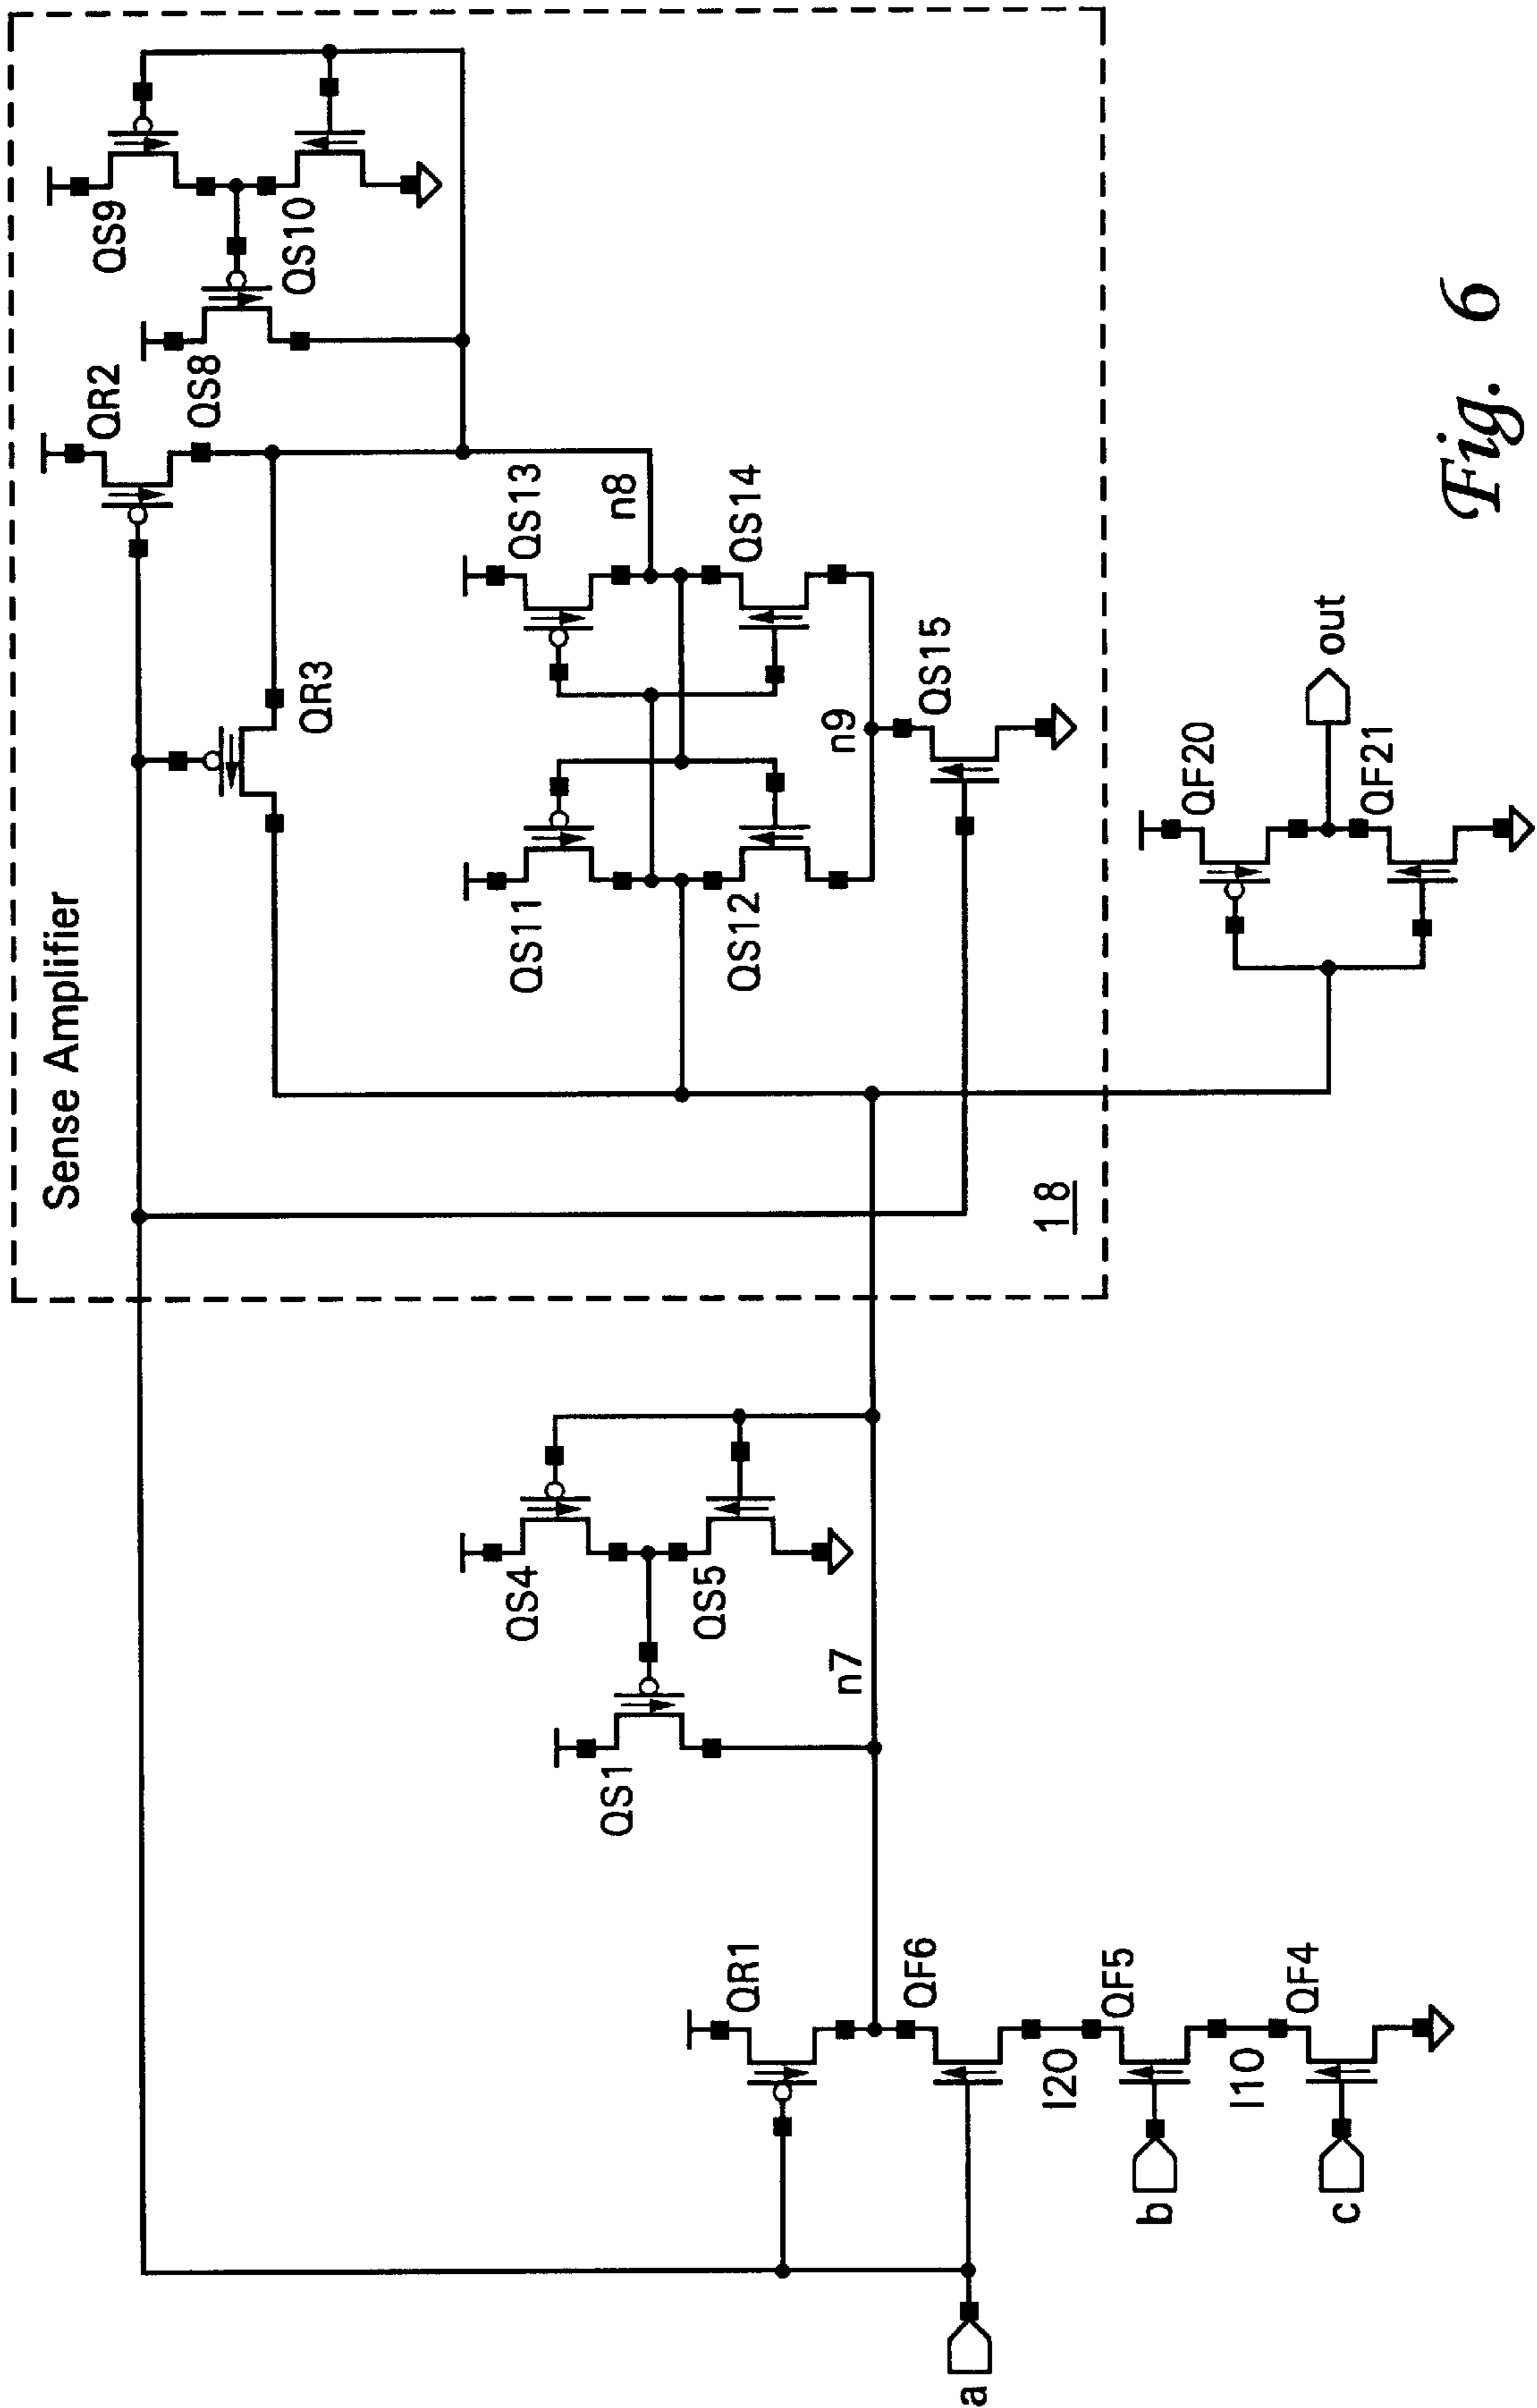 Sense Amplifier
QR2
QS9
QS8
QS10
QR3
QS11
QS13
n8
QS12
QS14
n9
QS15
18
QS4
QS1
QS5
n7
QR1
QF6
a
I20
QF5
b
I10
QF4
c
QF20
out
QF21
Fig. 6